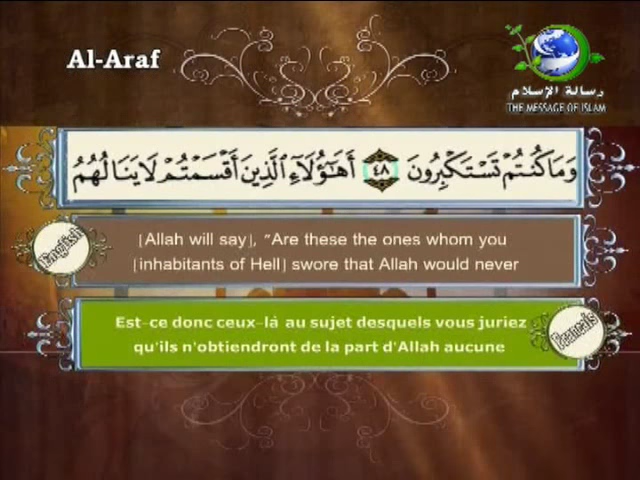 Al-Araf
رسالة الإسلام
THE MESSAGE OF ISLAM
وَمَا كُنتُمْ تَسْتَكْبِرُونَ ٤٨ أَهَٰٓؤُلَآءِ ٱلَّذِينَ أَقْسَمْتُمْ لَا يَنَالُهُمُ
English
[Allah will say], “Are these the ones whom you
[inhabitants of Hell] swore that Allah would never
Est-ce donc ceux-là au sujet desquels vous juriez
qu'ils n'obtiendront de la part d'Allah aucune
Français